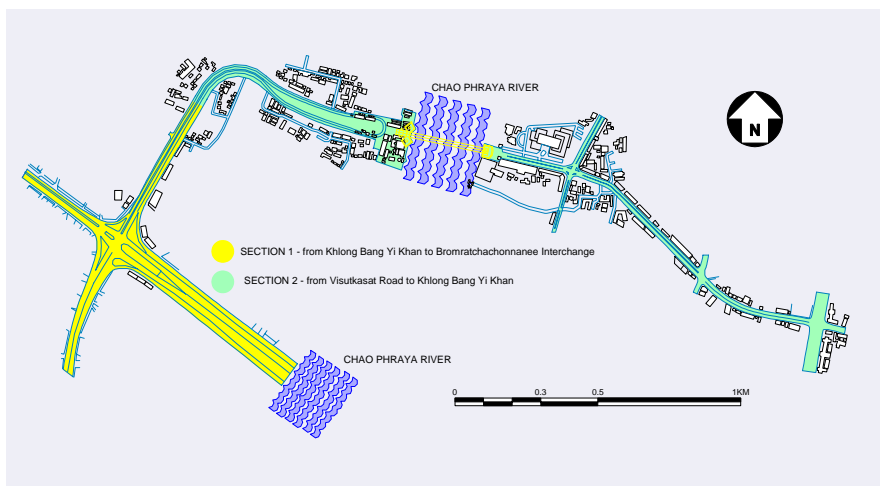 CHAO PHRAYA RIVER
N
SECTION 1 - from Khlong Bang Yi Khan to Bromratchachonnanee Interchange
SECTION 2 - from Visutkasat Road to Khlong Bang Yi Khan
CHAO PHRAYA RIVER
0 0.3 0.5 1KM